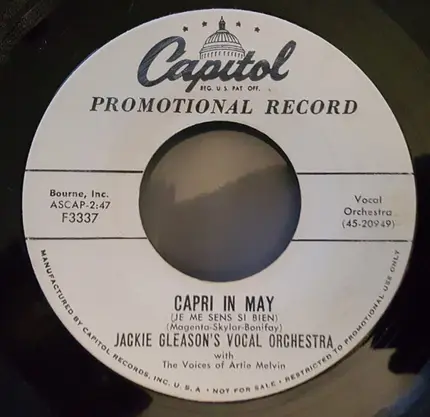 Capitol
REG. U.S. PAT. OFF.
PROMOTIONAL RECORD
Bourne, Inc.
ASCAP-2:47
F3337
Vocal
Orchestra
(45-20949)
CAPRI IN MAY
(JE ME SENS SI BIEN)
(Magenta-Skylar-Bonifay)
JACKIE GLEASON'S VOCAL ORCHESTRA
with
The Voices of Artie Melvin
MANUFACTURED BY CAPITOL RECORDS, INC. U.S.A. • NOT FOR SALE • RESTRICTED TO PROMOTIONAL USE ONLY